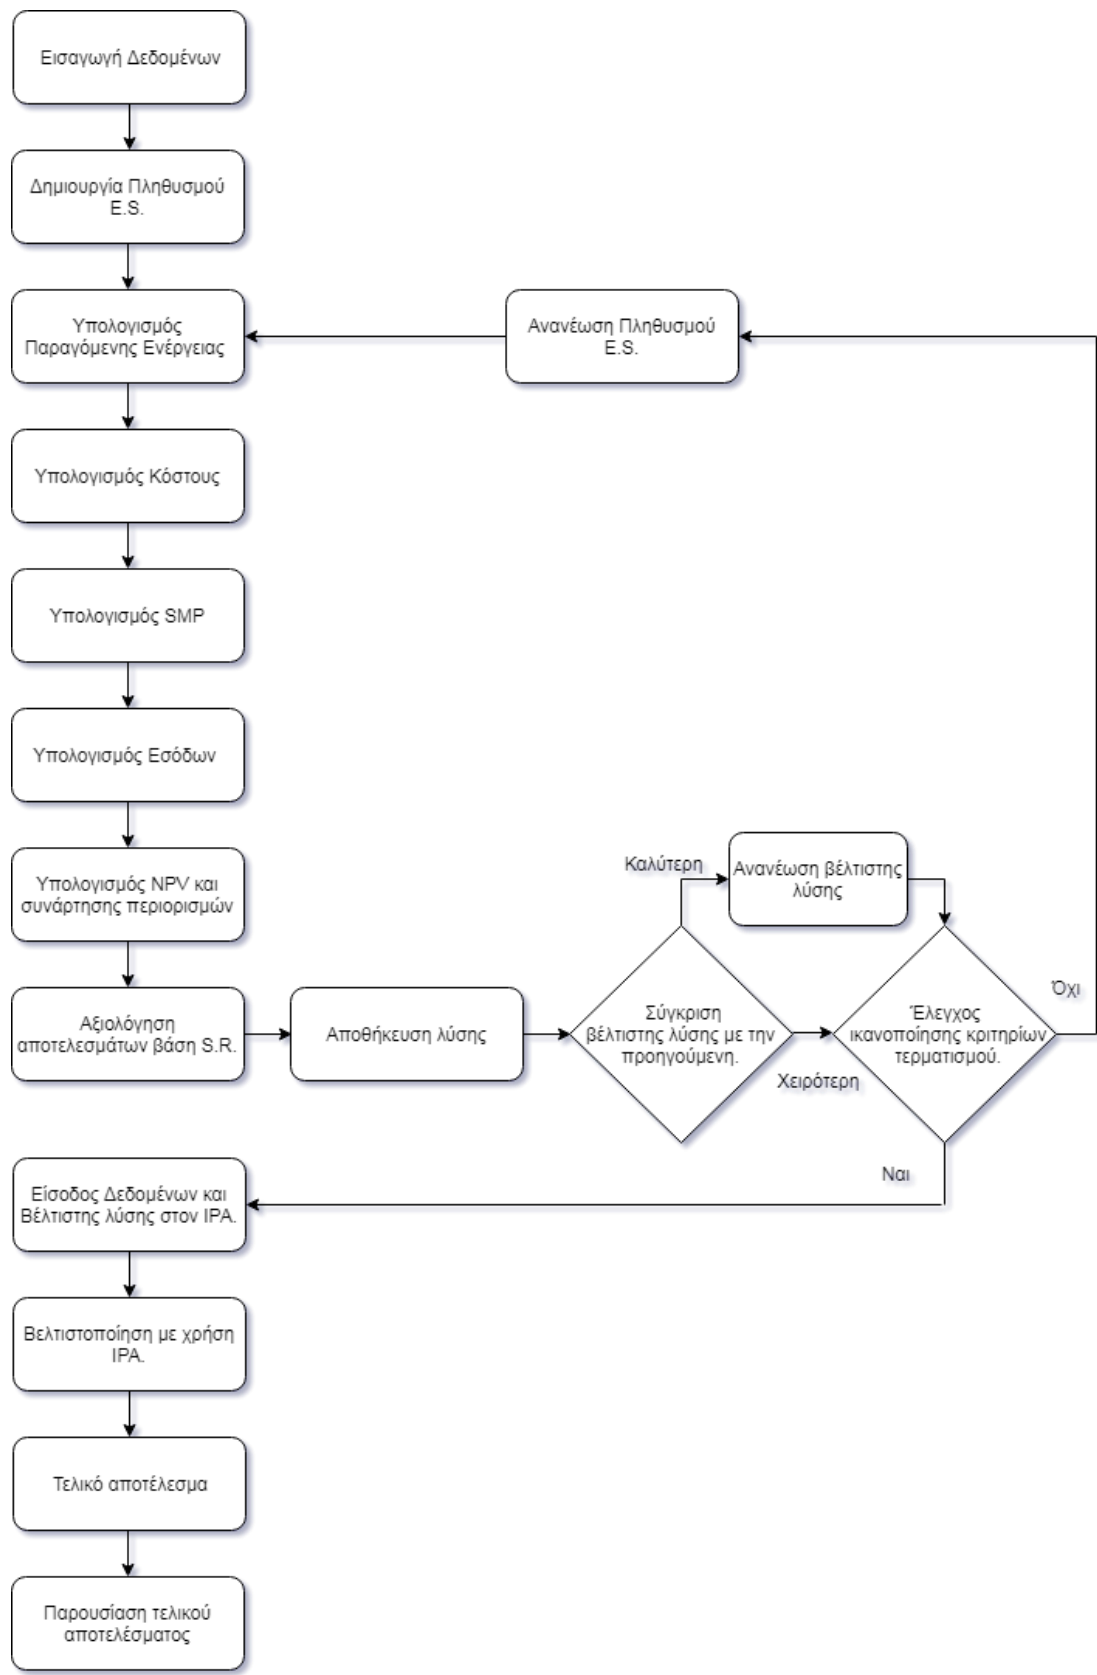 Εισαγωγή Δεδομένων
Δημιουργία Πληθυσμού
E.S.
Υπολογισμός
Παραγόμενης Ενέργειας
Ανανέωση Πληθυσμού
E.S.
Υπολογισμός Κόστους
Υπολογισμός SMP
Υπολογισμός Εσόδων
Υπολογισμός NPV και
συνάρτησης περιορισμών
Καλύτερη
Ανανέωση βέλτιστης
λύσης
Αξιολόγηση
αποτελεσμάτων βάση S.R.
Αποθήκευση λύσης
Σύγκριση
βέλτιστης λύσης με την
προηγούμενη.
Χειρότερη
Έλεγχος
ικανοποίησης κριτηρίων
τερματισμού.
Όχι
Ναι
Είσοδος Δεδομένων και
Βέλτιστης λύσης στον IPA.
Βελτιστοποίηση με χρήση
IPA.
Τελικό αποτέλεσμα
Παρουσίαση τελικού
αποτελέσματος